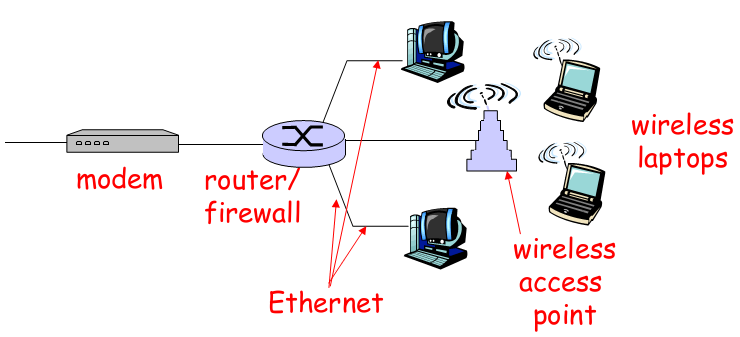 modem
router/
firewall
Ethernet
wireless
access
point
wireless
laptops